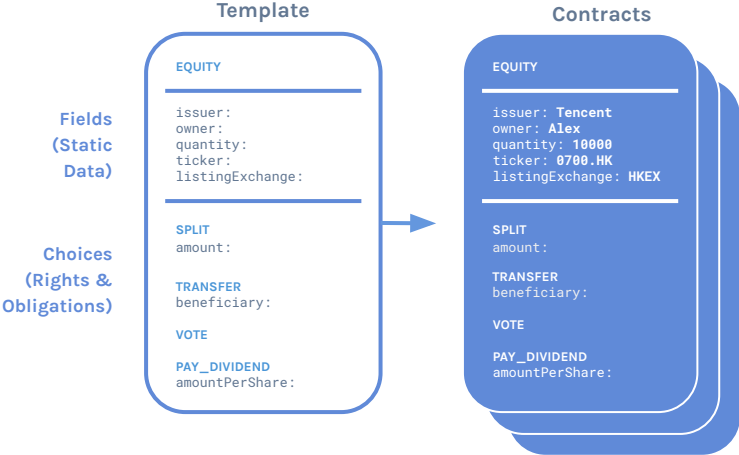 Template
Contracts
Fields
(Static
Data)
Choices
(Rights &
Obligations)
EQUITY
issuer:
owner:
quantity:
ticker:
listingExchange:
SPLIT
amount:
TRANSFER
beneficiary:
VOTE
PAY_DIVIDEND
amountPerShare:
EQUITY
issuer: Tencent
owner: Alex
quantity: 10000
ticker: 0700.HK
listingExchange: HKEX
SPLIT
amount:
TRANSFER
beneficiary:
VOTE
PAY_DIVIDEND
amountPerShare: